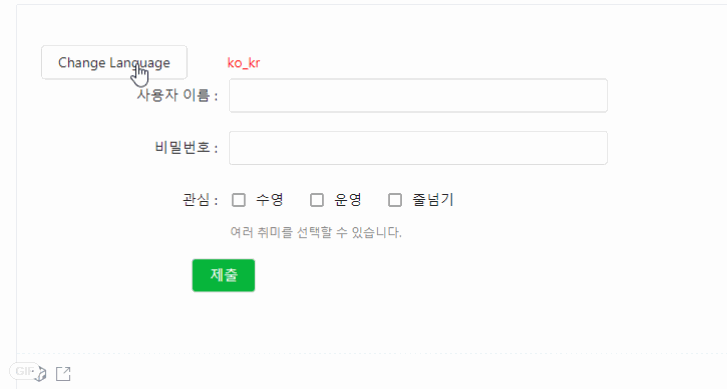 Change Language ko_kr
사용자 이름 :
비밀번호 :
관심 : 수영 운영 줄넘기
여러 취미를 선택할 수 있습니다.
제출
GIF